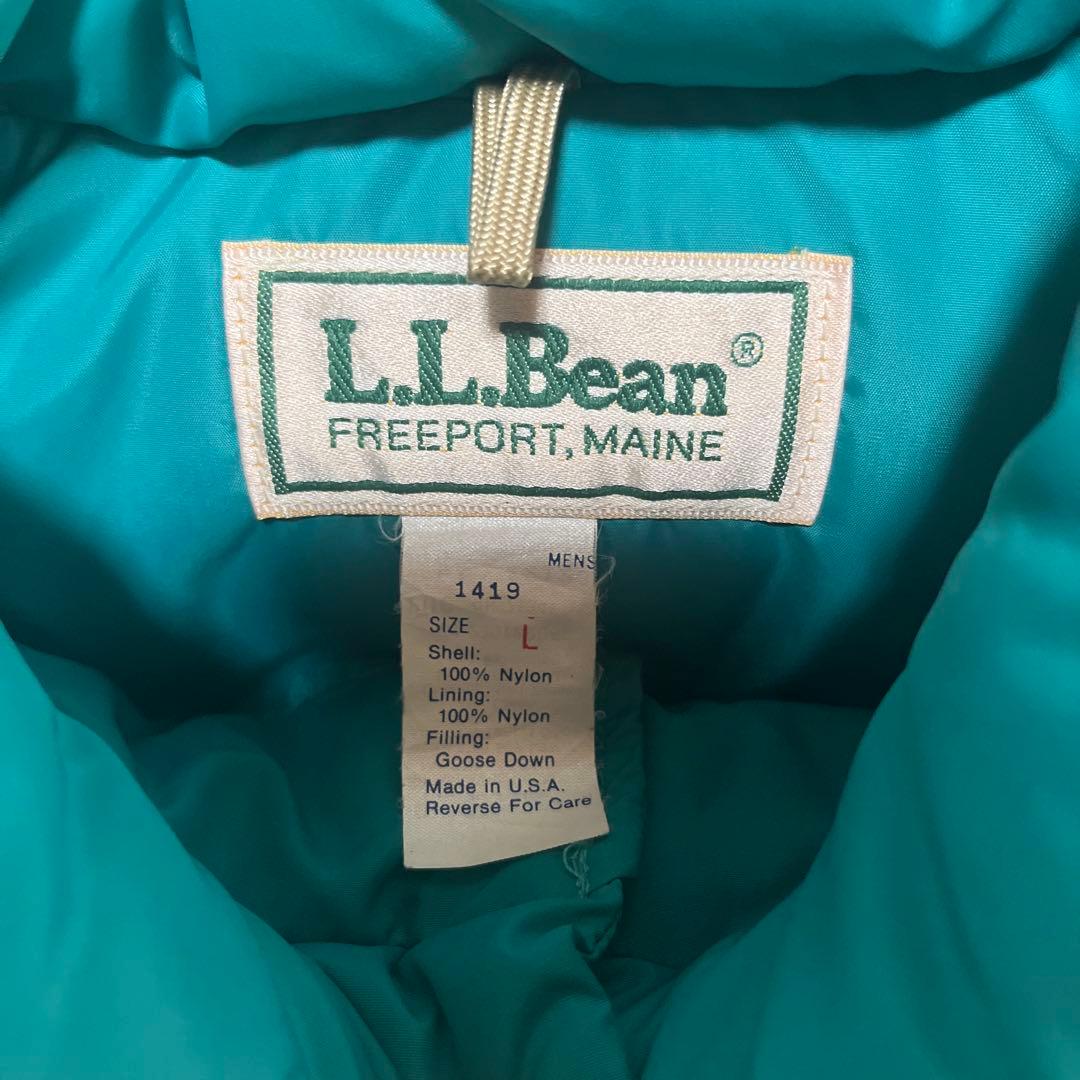 L.L.Bean®
FREEPORT, MAINE
MENS
1419
SIZE L
Shell:
100% Nylon
Lining:
100% Nylon
Filling:
Goose Down
Made in U.S.A.
Reverse For Care